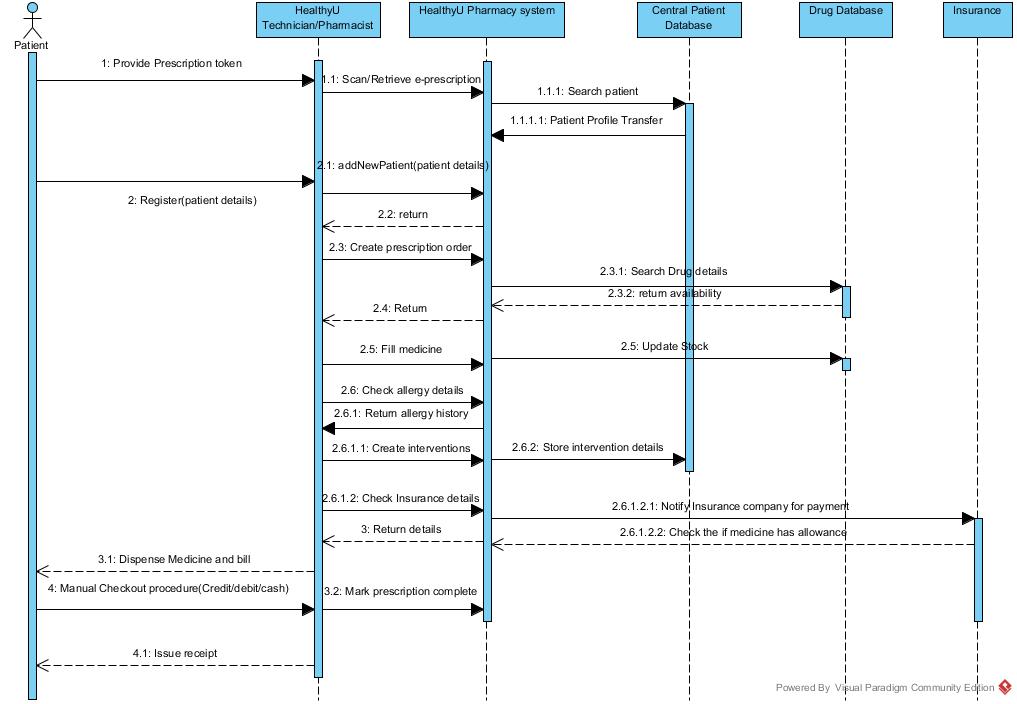 HealthyU
Technician/Pharmacist
HealthyU Pharmacy system
Central Patient
Database
Drug Database
Insurance
Patient
1: Provide Prescription token
1.1: Scan/Retrieve e-prescription
1.1.1: Search patient
1.1.1.1: Patient Profile Transfer
2.1: addNewPatient(patient details)
2: Register(patient details)
2.2: return
2.3: Create prescription order
2.3.1: Search Drug details
2.3.2: return availability
2.4: Return
2.5: Fill medicine
2.5: Update Stock
2.6: Check allergy details
2.6.1: Return allergy history
2.6.1.1: Create interventions
2.6.2: Store intervention details
2.6.1.2: Check Insurance details
2.6.1.2.1: Notify Insurance company for payment
3: Return details
2.6.1.2.2: Check the if medicine has allowance
3.1: Dispense Medicine and bill
4: Manual Checkout procedure(Credit/debit/cash)
3.2: Mark prescription complete
4.1: Issue receipt
Powered By Visual Paradigm Community Edition